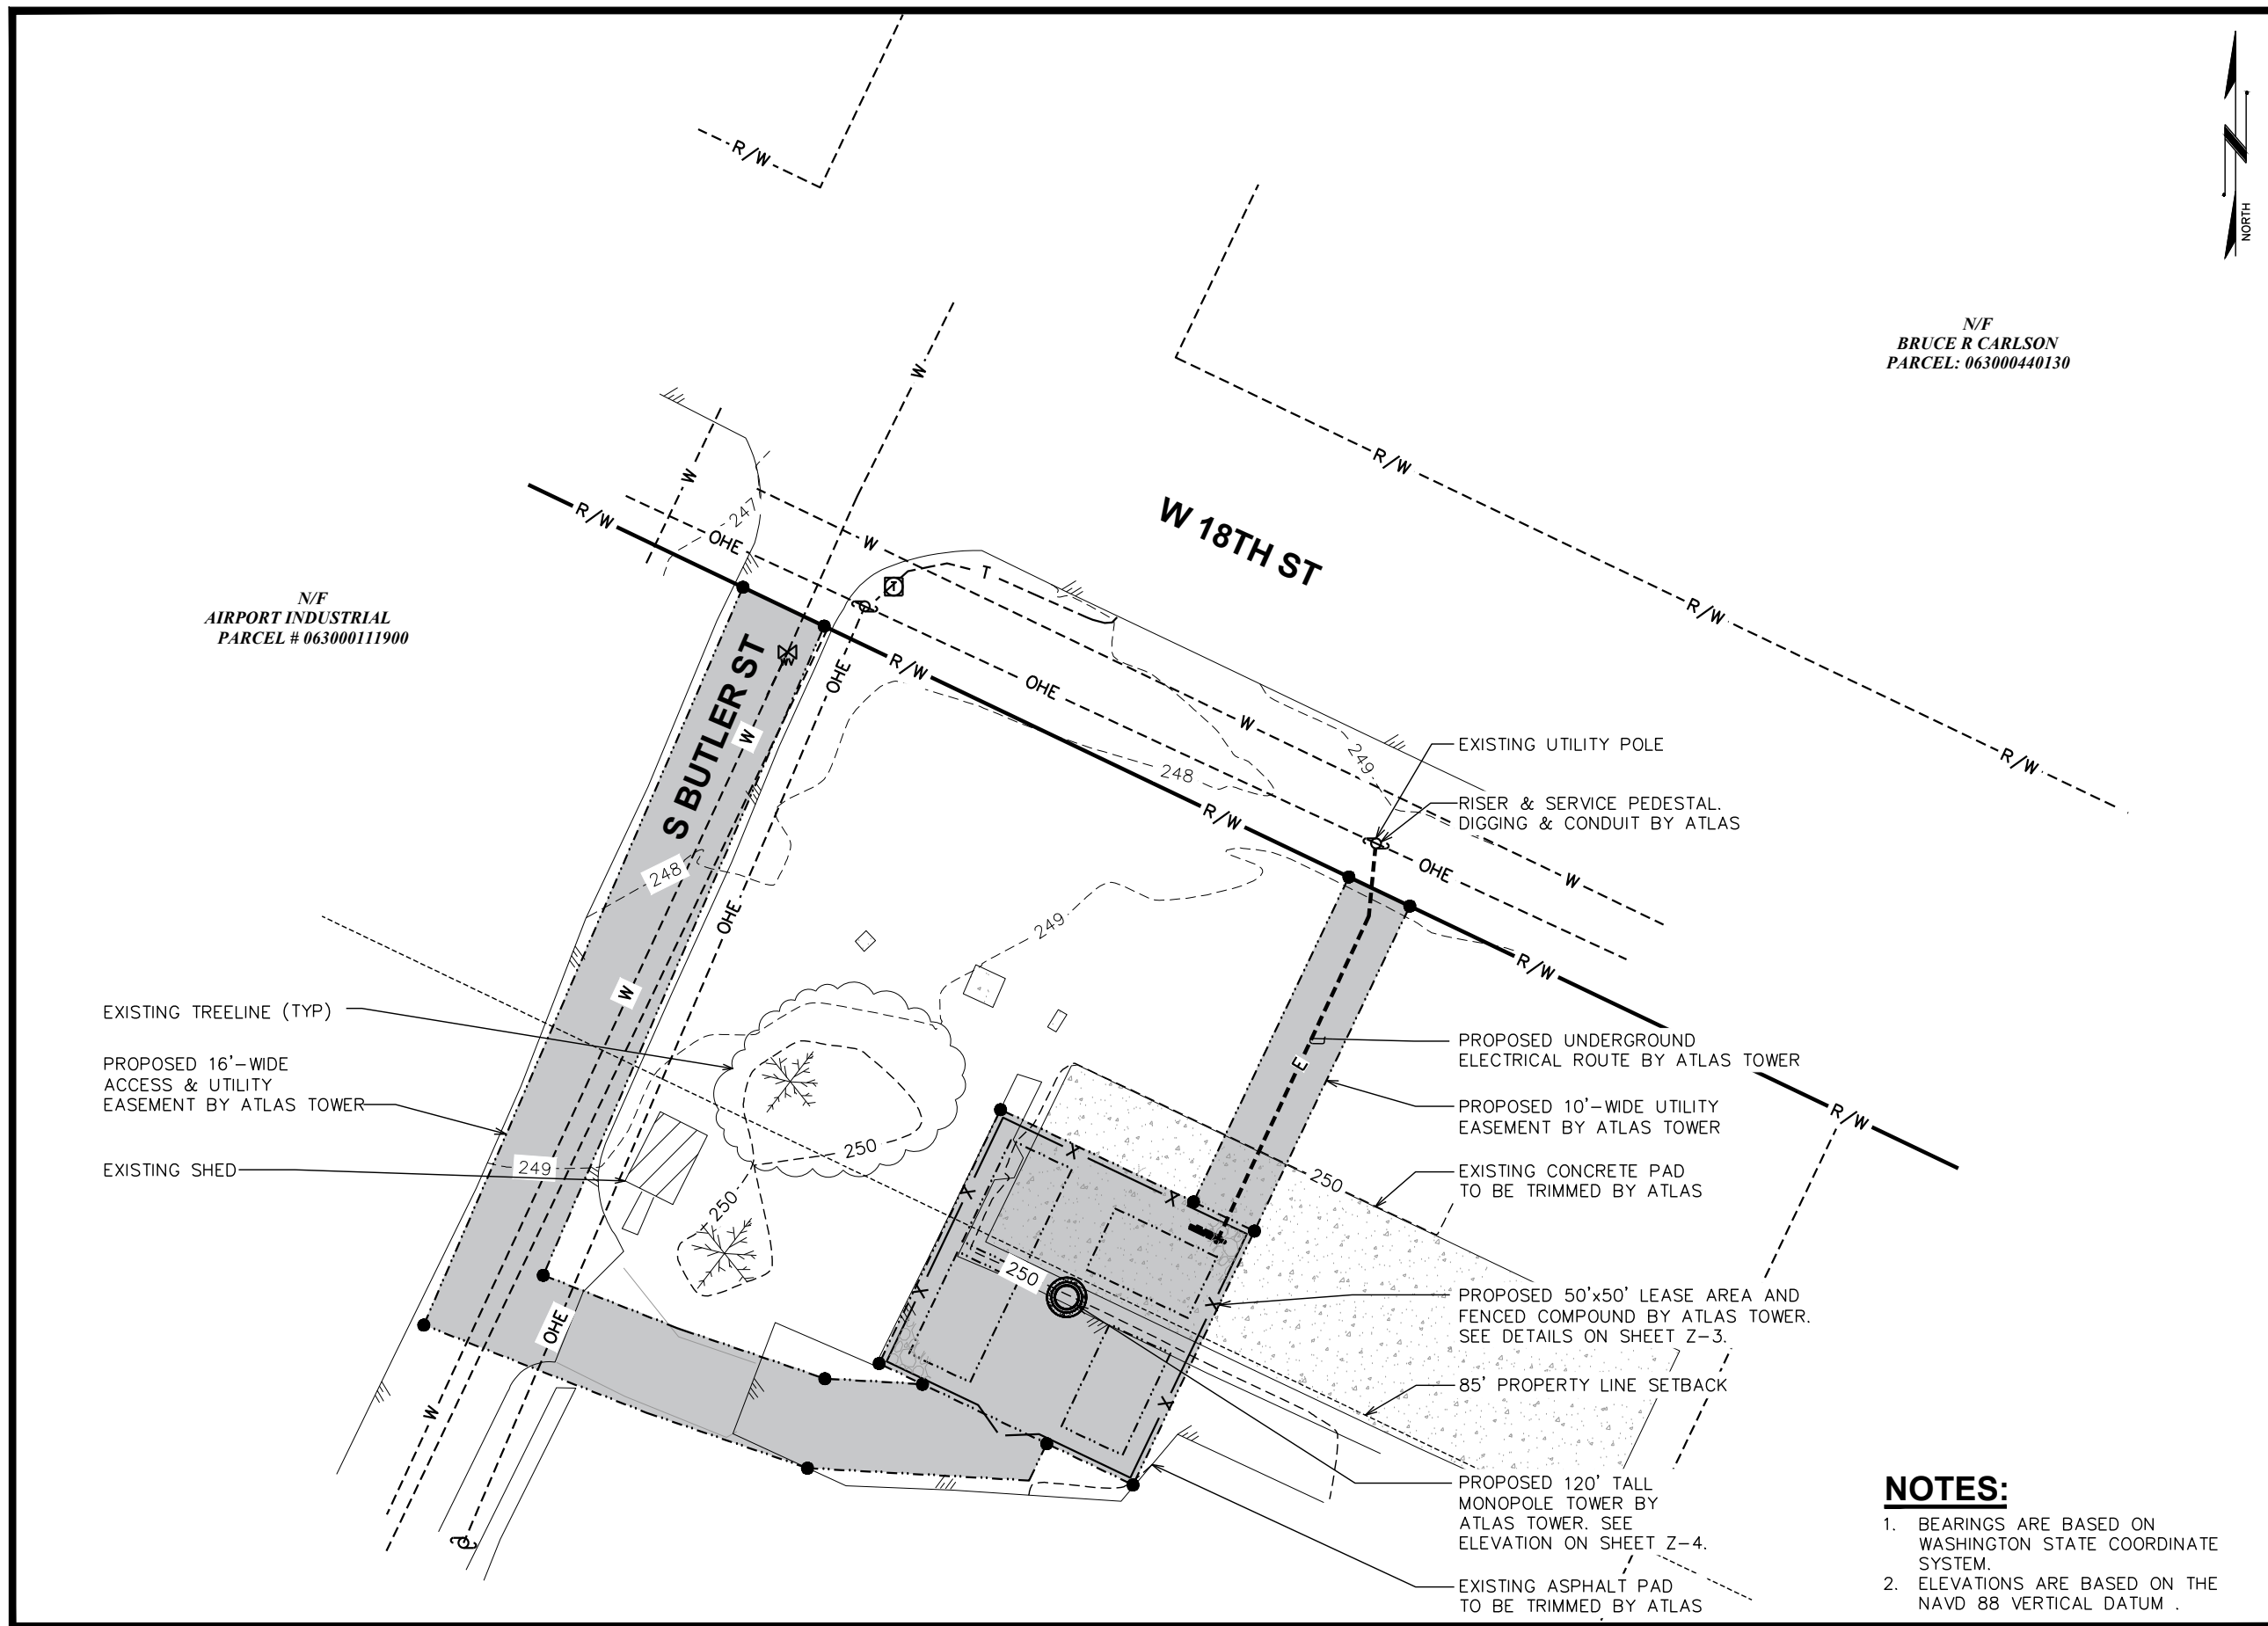 R/W
NORTH
N/F
BRUCE R CARLSON
PARCEL: 063000440130
W
R/W
W
W 18TH ST
247
R/W
OHE
W
T
T
N/F
AIRPORT INDUSTRIAL
PARCEL # 063000111900
R/W
W
S BUTLER ST
OHE
R/W
OHE
W
W
248
249
R/W
R/W
EXISTING UTILITY POLE
RISER & SERVICE PEDESTAL.
DIGGING & CONDUIT BY ATLAS
248
OHE
W
OHE
249
R/W
W
EXISTING TREELINE (TYP)
PROPOSED 16'-WIDE
ACCESS & UTILITY
EASEMENT BY ATLAS TOWER
EXISTING SHED
249
250
250
E
PROPOSED UNDERGROUND
ELECTRICAL ROUTE BY ATLAS TOWER
PROPOSED 10'-WIDE UTILITY
EASEMENT BY ATLAS TOWER
R/W
X
X
X
X
X
X
250
250
EXISTING CONCRETE PAD
TO BE TRIMMED BY ATLAS
PROPOSED 50'x50' LEASE AREA AND
FENCED COMPOUND BY ATLAS TOWER.
SEE DETAILS ON SHEET Z-3.
OHE
W
85' PROPERTY LINE SETBACK
PROPOSED 120' TALL
MONOPOLE TOWER BY
ATLAS TOWER. SEE
ELEVATION ON SHEET Z-4.
EXISTING ASPHALT PAD
TO BE TRIMMED BY ATLAS
NOTES:
1. BEARINGS ARE BASED ON
WASHINGTON STATE COORDINATE
SYSTEM.
2. ELEVATIONS ARE BASED ON THE
NAVD 88 VERTICAL DATUM .